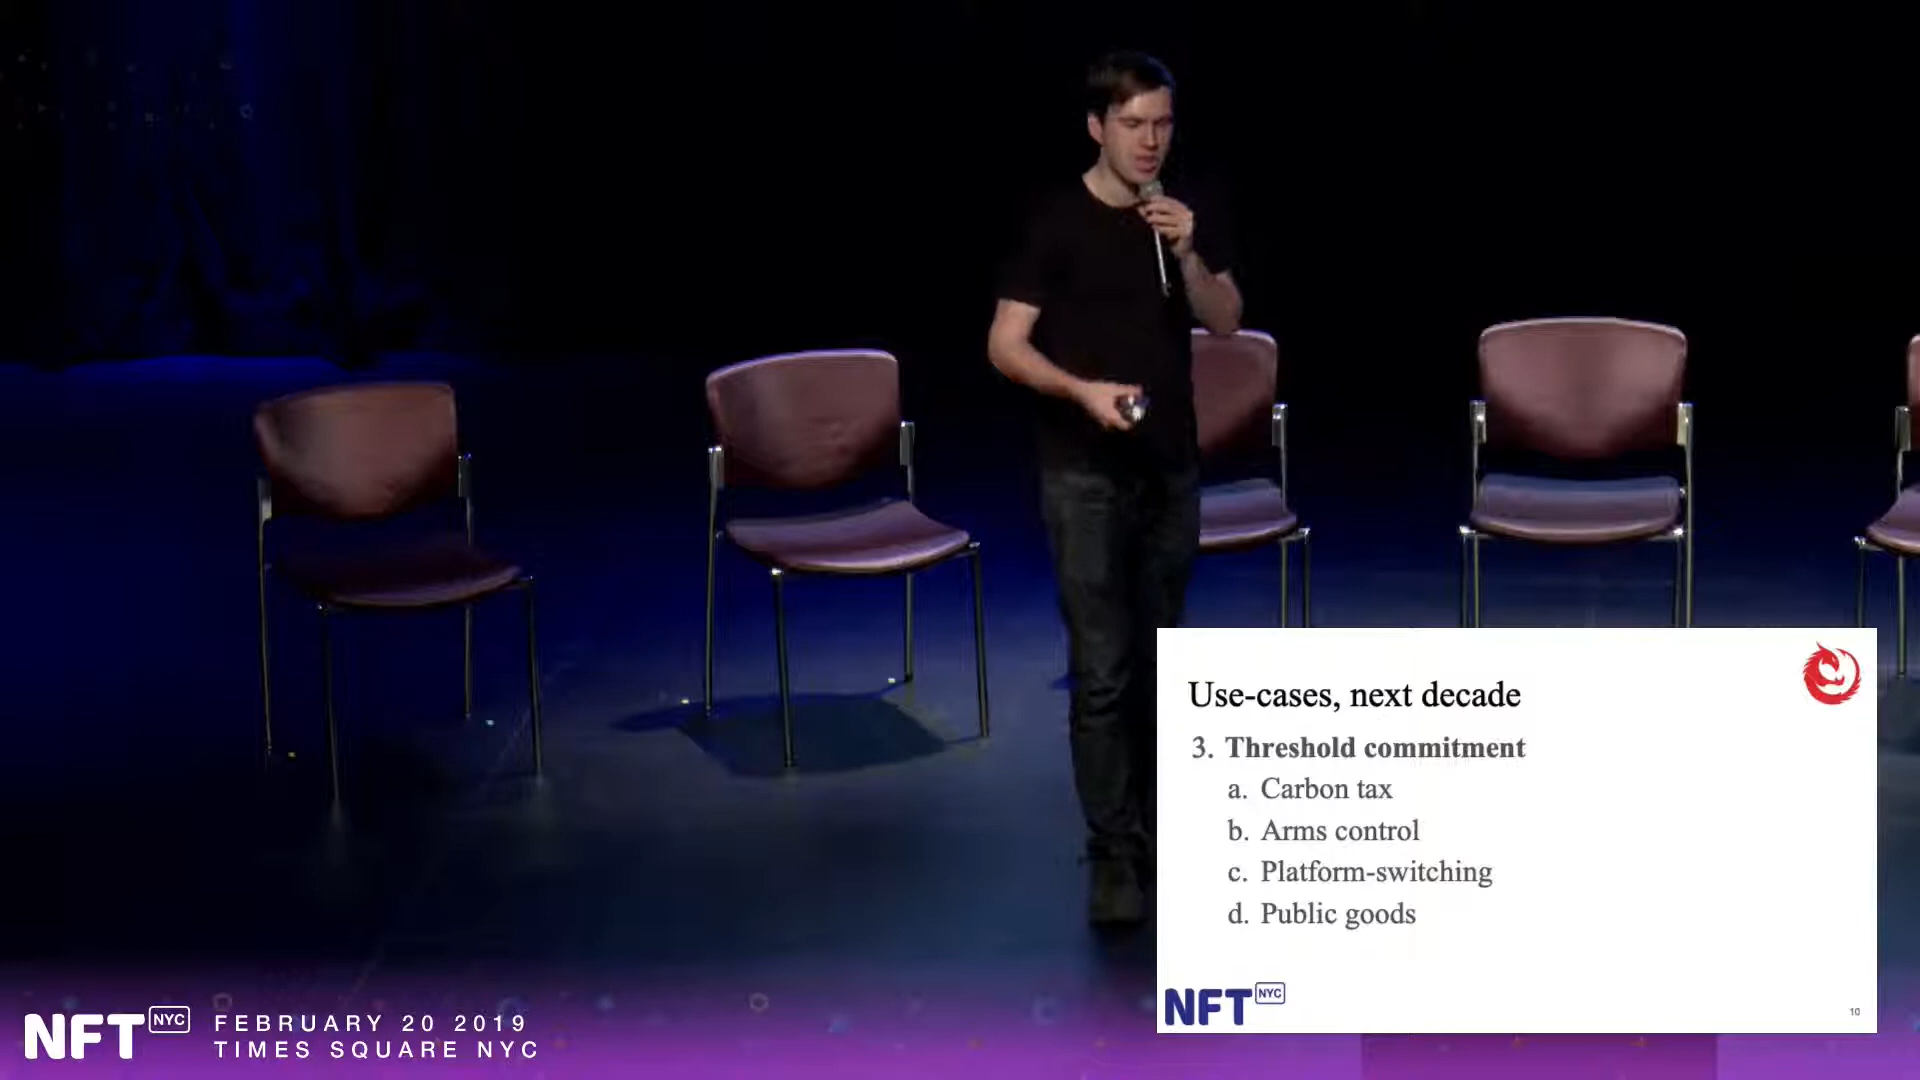 Use-cases, next decade
3. Threshold commitment
a. Carbon tax
b. Arms control
c. Platform-switching
d. Public goods
NFT NYC
10
NFT NYC
FEBRUARY 20 2019
TIMES SQUARE NYC